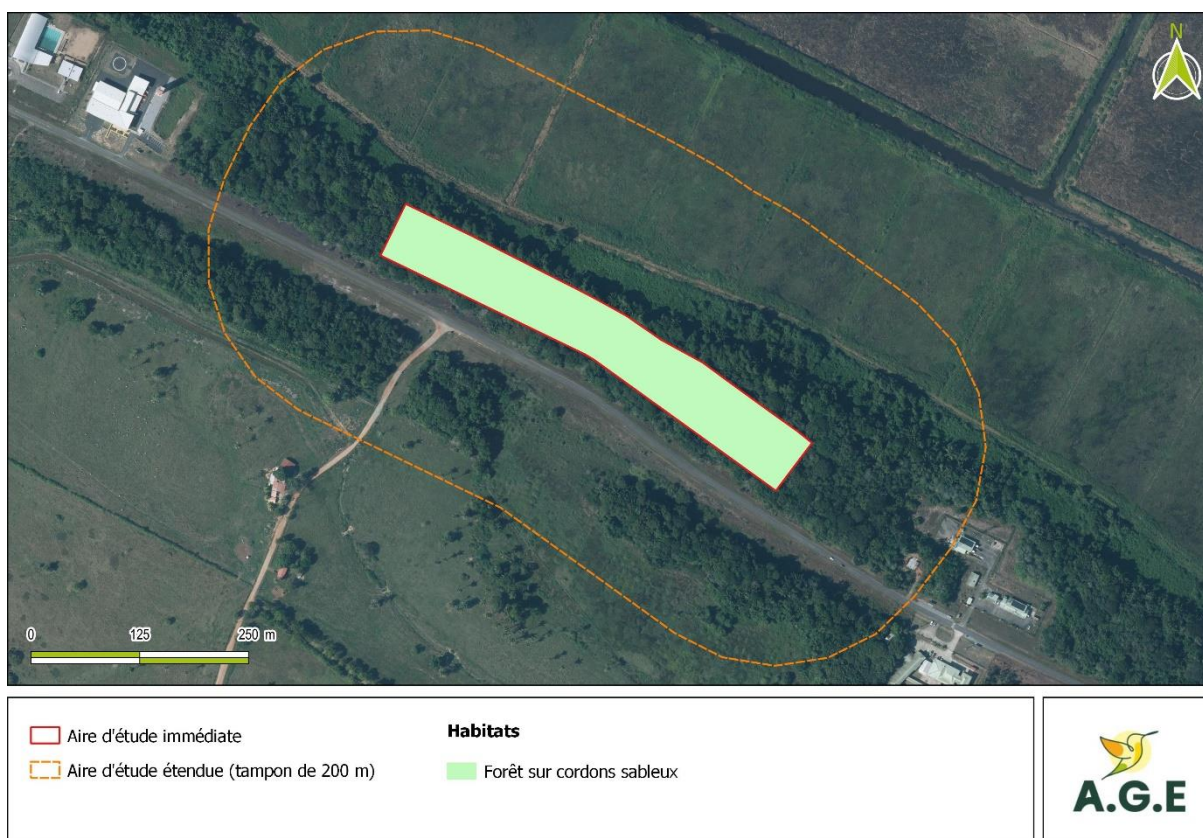 N
0 125 250 m
Aire d'étude immédiate
Aire d'étude étendue (tampon de 200 m)
Habitats
Forêt sur cordons sableux
A.G.E